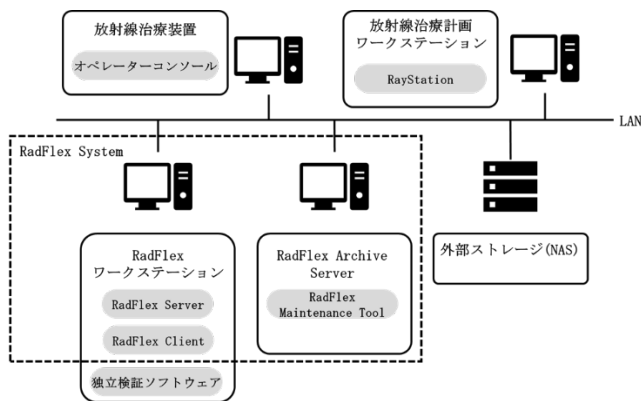 放射線治療装置
オペレーターコンソール
放射線治療計画
ワークステーション
RayStation
LAN
RadFlex System
RadFlex
ワークステーション
RadFlex Server
RadFlex Client
独立検証ソフトウェア
RadFlex Archive
Server
RadFlex
Maintenance Tool
外部ストレージ(NAS)